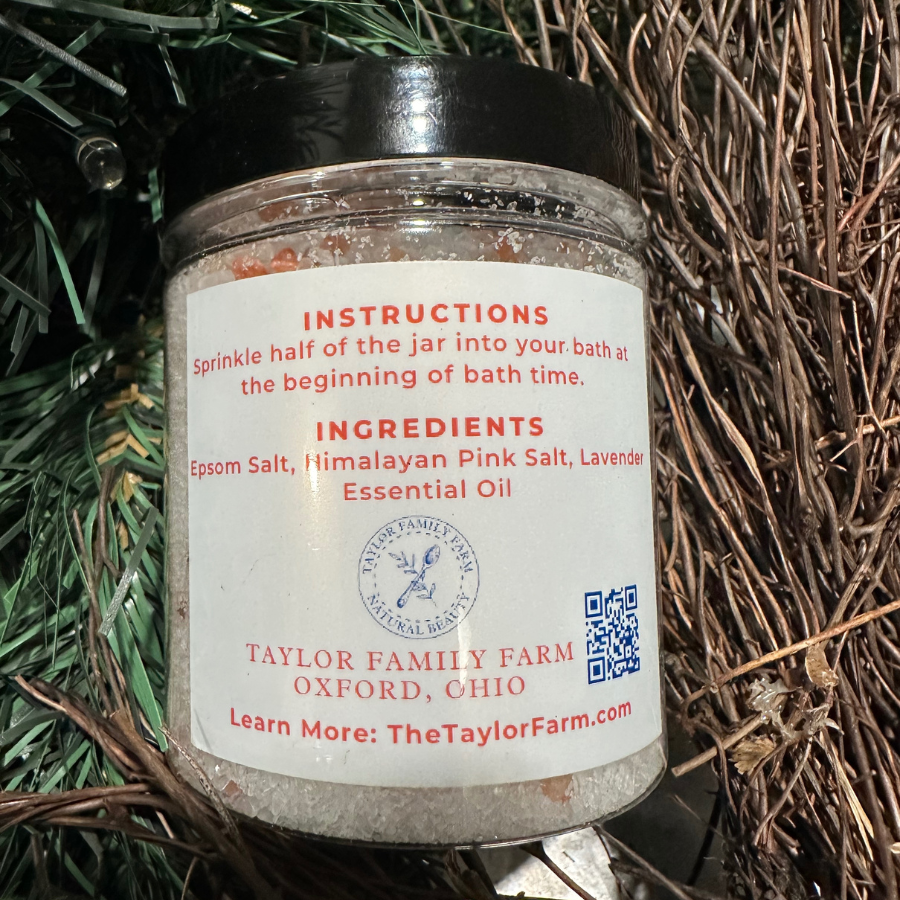 INSTRUCTIONS
Sprinkle half of the jar into your bath at
the beginning of bath time.
INGREDIENTS
Epsom Salt, Himalayan Pink Salt, Lavender
Essential Oil
TAYLOR FAMILY FARM
NATURAL BEAUTY
TAYLOR FAMILY FARM
OXFORD, OHIO
Learn More: TheTaylorFarm.com